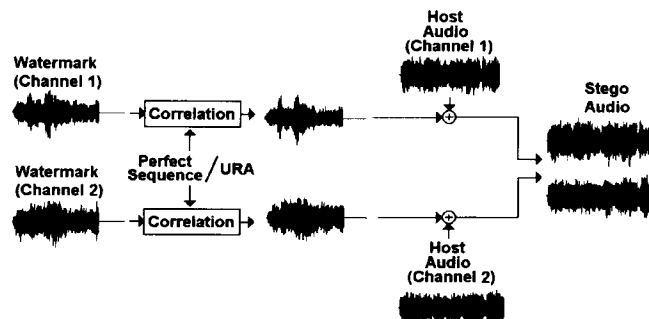 Host
Audio
(Channel 1)
Watermark
(Channel 1)
Correlation
+
Stego
Audio
Perfect
Sequence / URA
Watermark
(Channel 2)
Correlation
+
Host
Audio
(Channel 2)